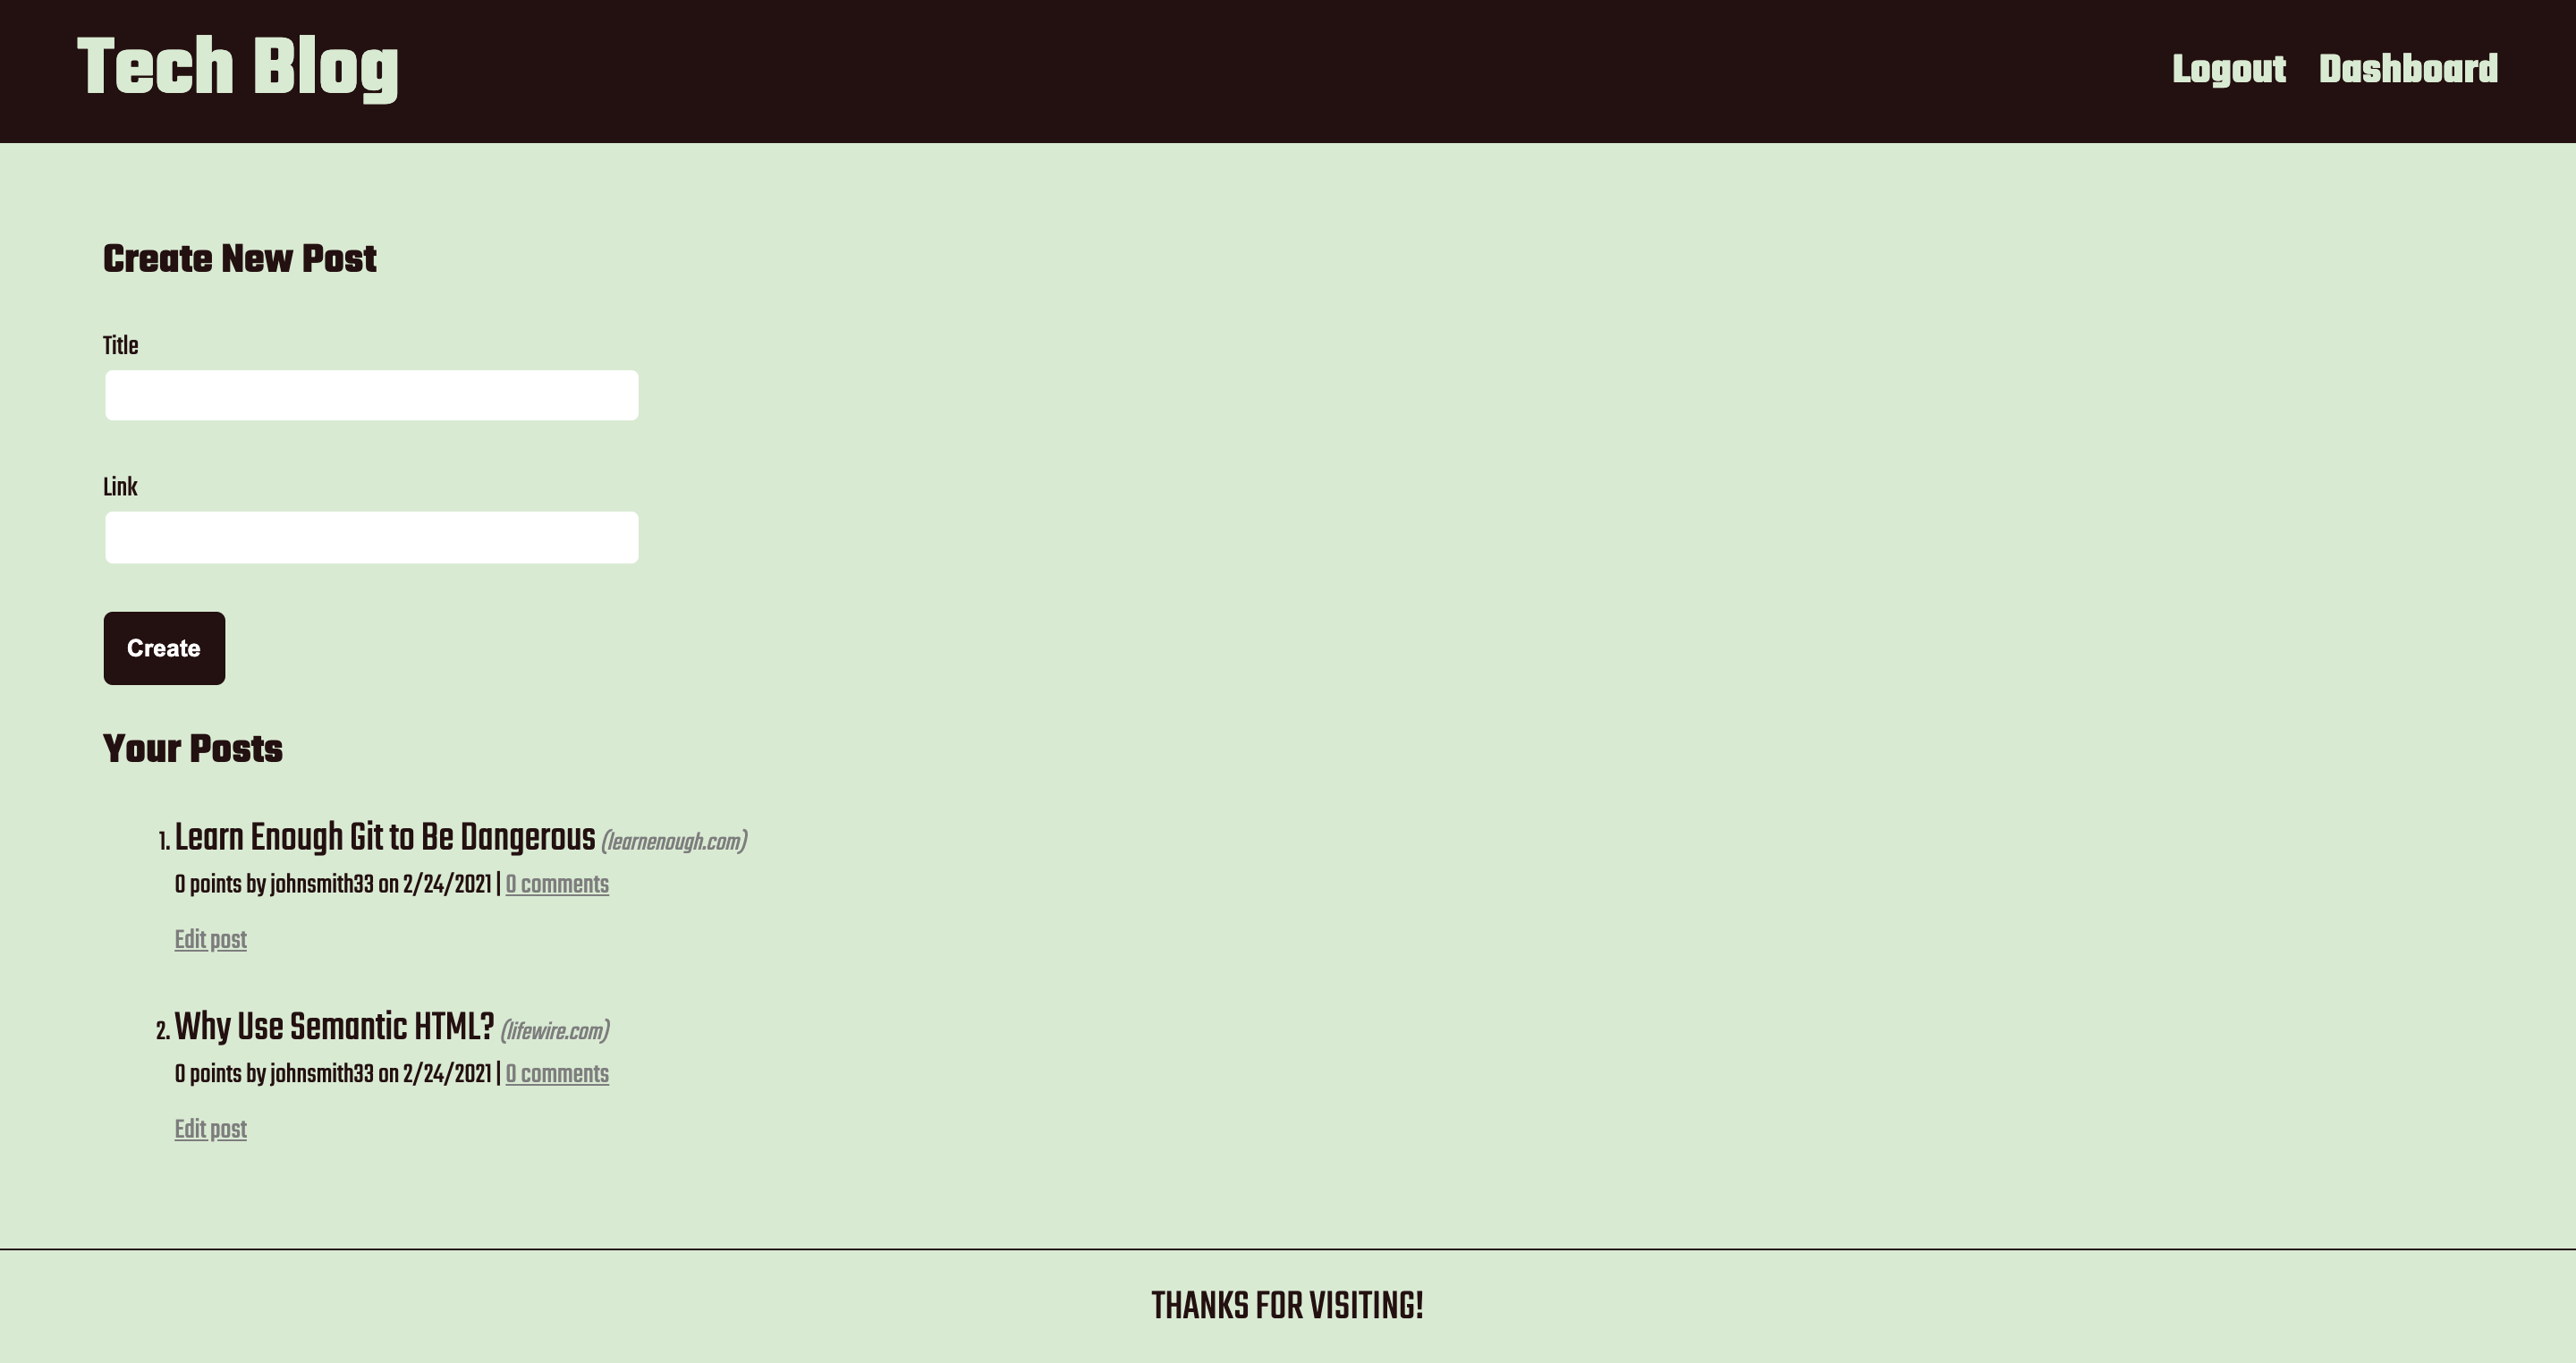 Tech Blog
Logout Dashboard
Create New Post
Title
Link
Create
Your Posts
1. Learn Enough Git to Be Dangerous (learnenough.com)
0 points by johnsmith33 on 2/24/2021 | 0 comments
Edit post
2. Why Use Semantic HTML? (lifewire.com)
0 points by johnsmith33 on 2/24/2021 | 0 comments
Edit post
THANKS FOR VISITING!